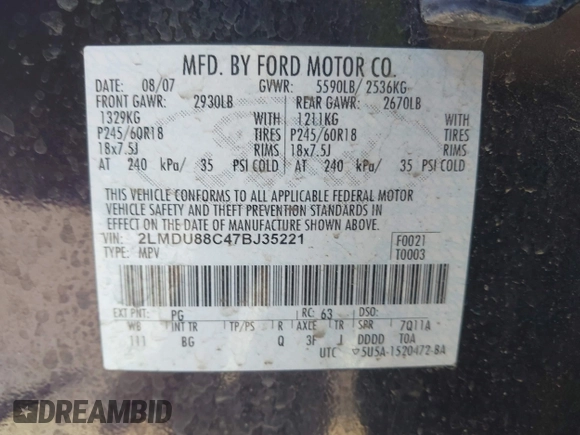 MFD. BY FORD MOTOR CO.
DATE: 08/07 GVWR: 5590LB/ 2536KG
FRONT GAWR: 2930LB REAR GAWR: 2670LB
1329KG WITH 1211KG WITH
P245/60R18 TIRES P245/60R18 TIRES
18x7.5J RIMS 18x7.5J RIMS
AT 240 kPa/ 35 PSI COLD AT 240 kPa/ 35 PSI COLD
THIS VEHICLE CONFORMS TO ALL APPLICABLE FEDERAL MOTOR
VEHICLE SAFETY AND THEFT PREVENTION STANDARDS IN
EFFECT ON THE DATE OF MANUFACTURE SHOWN ABOVE.
VIN: 2LMDU88C47BJ35221 F0021
TYPE: MPV T0003
EXT PNT: PG RC: 63 DSO:
WB INT TR TP/PS R AXLE TR SPR 7Q11A
111 BG Q 3F J DDDD TOA
UTC 5U5A-1520472-BA
DREAMBID